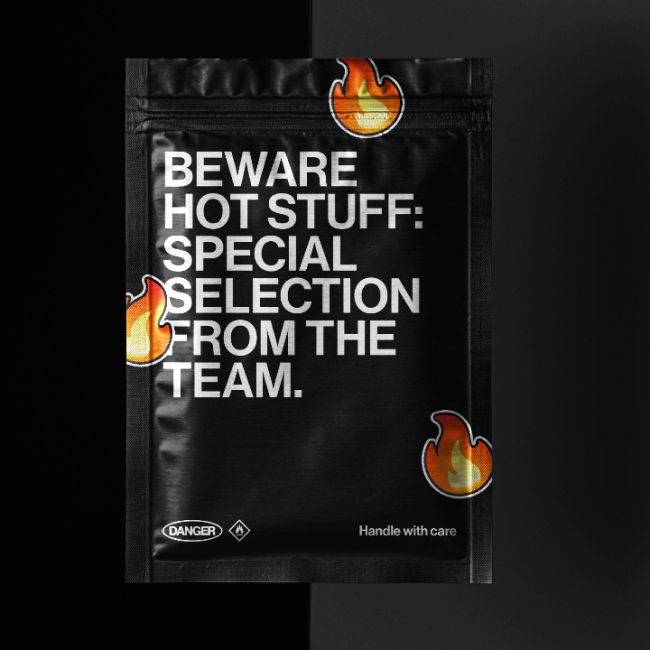 BEWARE
HOT STUFF:
SPECIAL
SELECTION
FROM THE
TEAM.
DANGER
Handle with care